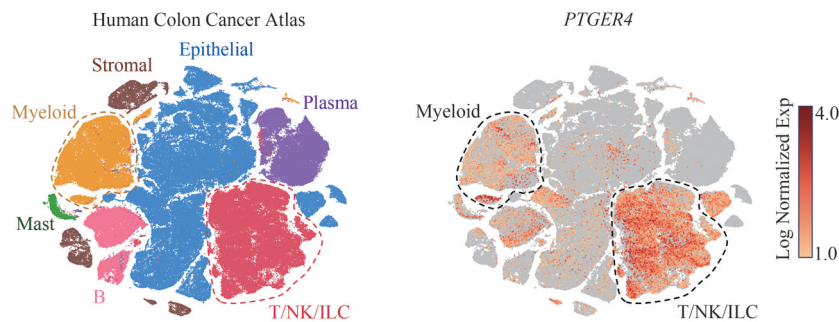 Human Colon Cancer Atlas
Epithelial
Stromal
Myeloid
Plasma
Mast
B
T/NK/ILC
PTGER4
Myeloid
T/NK/ILC
4.0
Log Normalized Exp
1.0